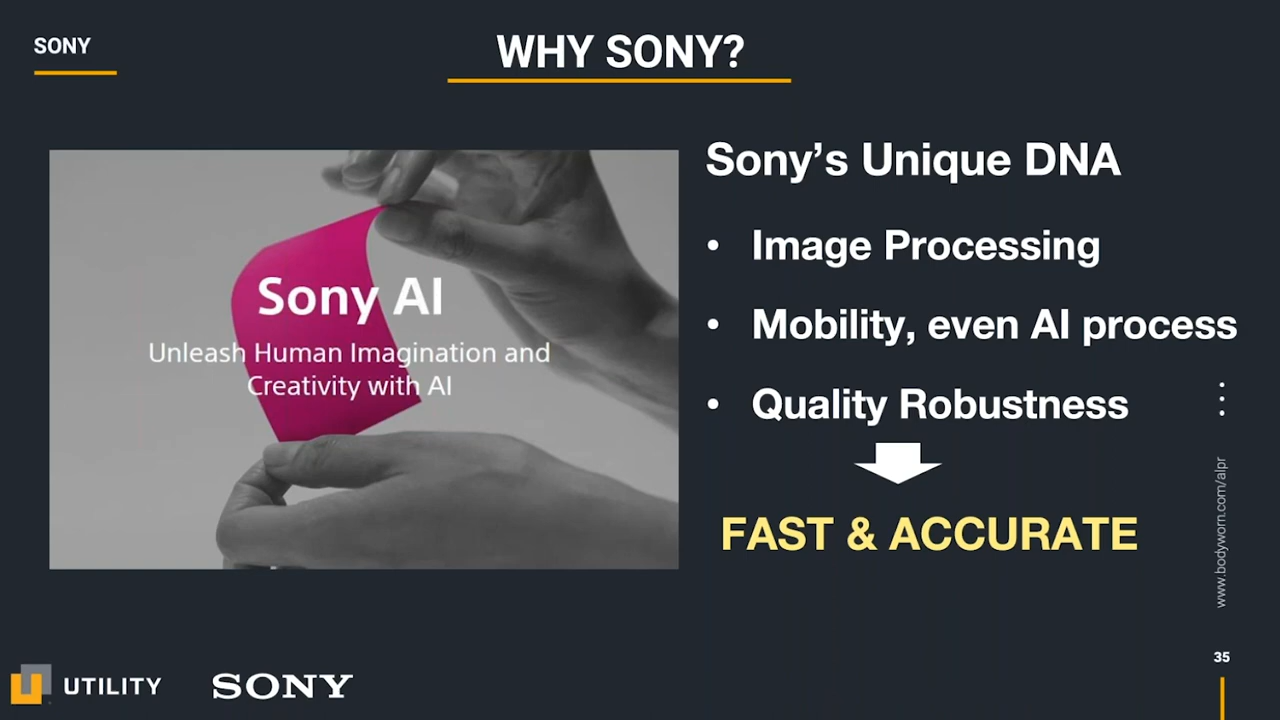 SONY
WHY SONY?
Sony AI
Unleash Human Imagination and
Creativity with AI
Sony's Unique DNA
• Image Processing
• Mobility, even AI process
• Quality Robustness
FAST & ACCURATE
www.bodyworn.com/alpr
35
UTILITY
SONY